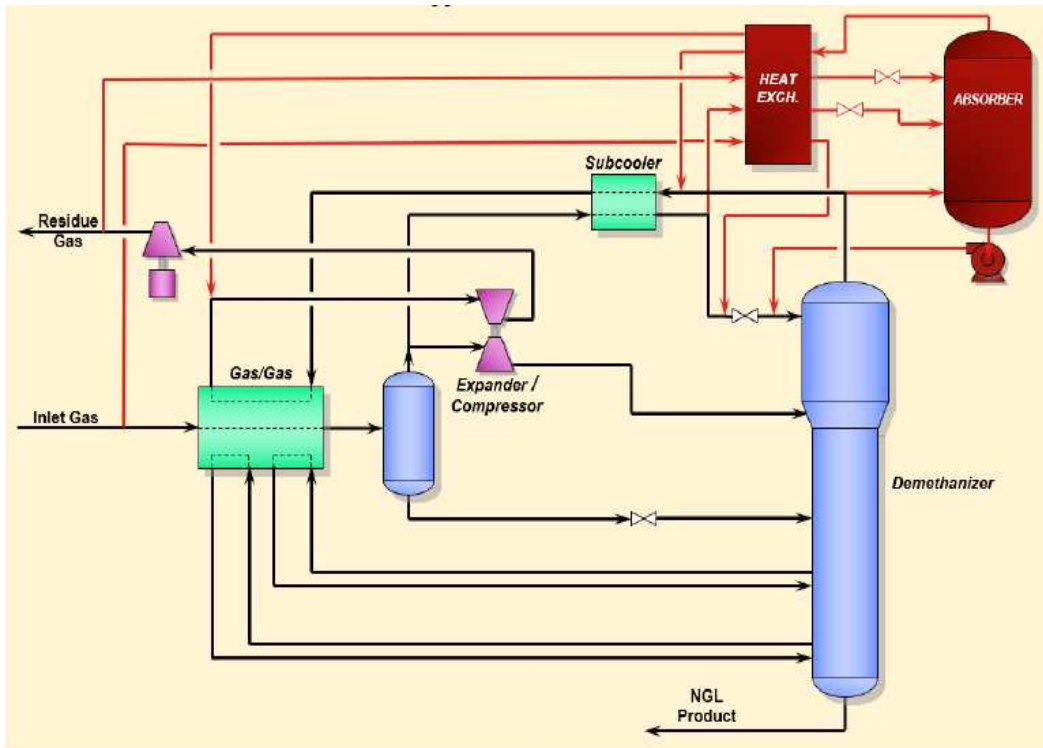 HEAT
EXCH.
ABSORBER
Subcooler
Residue
Gas
Gas/Gas
Expander /
Compressor
Inlet Gas
Demethanizer
NGL
Product